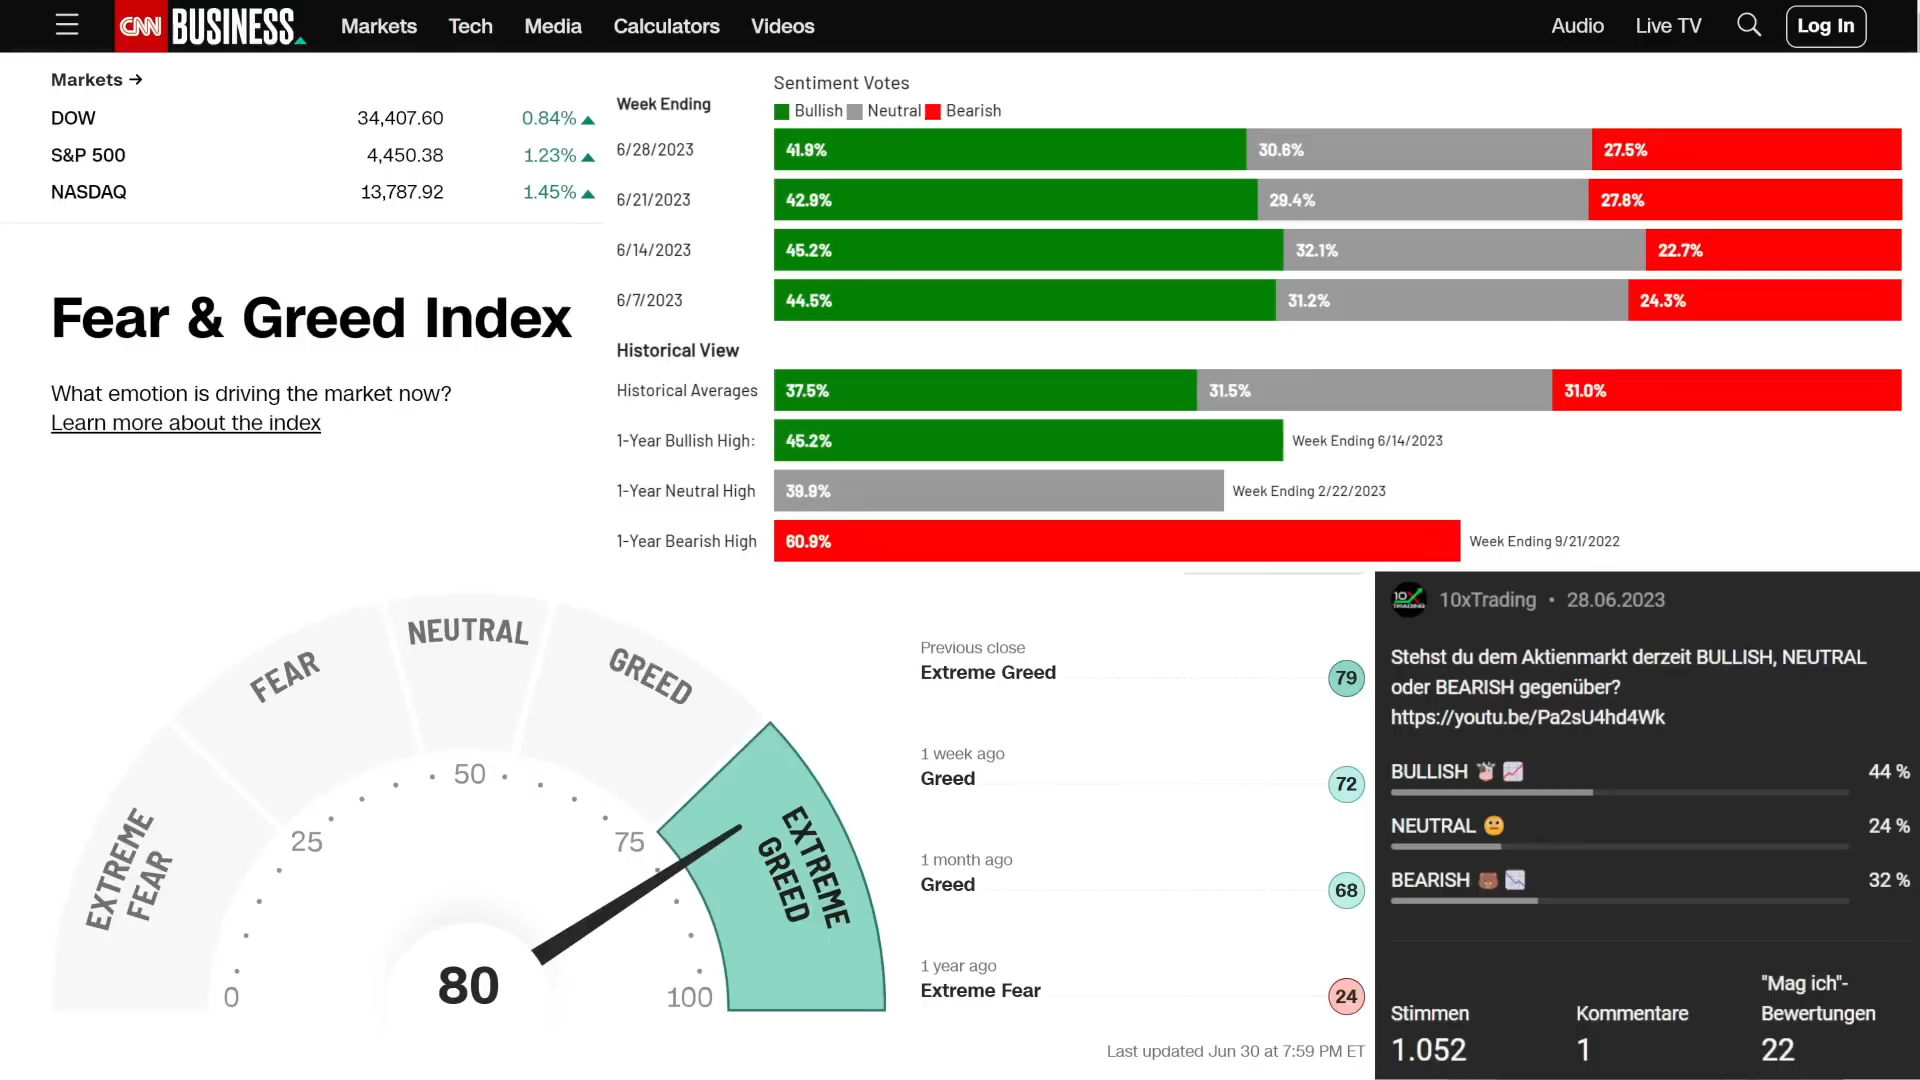 CNN BUSINESS
Markets
Tech
Media
Calculators
Videos
Audio
Live TV
Log In
Markets →
DOW 34,407.60 0.84%
S&P 500 4,450.38 1.23%
NASDAQ 13,787.92 1.45%
Fear & Greed Index
What emotion is driving the market now?
Learn more about the index
Sentiment Votes
Week Ending
Bullish Neutral Bearish
6/28/2023 41.9% 30.6% 27.5%
6/21/2023 42.9% 29.4% 27.8%
6/14/2023 45.2% 32.1% 22.7%
6/7/2023 44.5% 31.2% 24.3%
Historical View
Historical Averages 37.5% 31.5% 31.0%
1-Year Bullish High: 45.2% Week Ending 6/14/2023
1-Year Neutral High 39.9% Week Ending 2/22/2023
1-Year Bearish High 60.9% Week Ending 9/21/2022
EXTREME
FEAR
FEAR
NEUTRAL
GREED
EXTREME
GREED
0
25
50
75
100
80
Previous close
Extreme Greed 79
1 week ago
Greed 72
1 month ago
Greed 68
1 year ago
Extreme Fear 24
Last updated Jun 30 at 7:59 PM ET
10X
TRADING
10xTrading • 28.06.2023
Stehst du dem Aktienmarkt derzeit BULLISH, NEUTRAL
oder BEARISH gegenüber?
https://youtu.be/Pa2sU4hd4Wk
BULLISH 🐮 📈 44 %
NEUTRAL 😐 24 %
BEARISH 🐻 📉 32 %
Stimmen
1.052
Kommentare
1
"Mag ich"-
Bewertungen
22